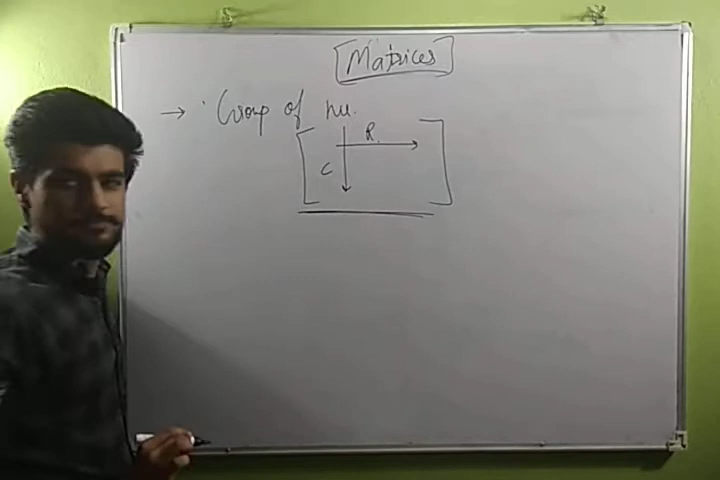 [Matrices]
→ Group of nu.
R.
C